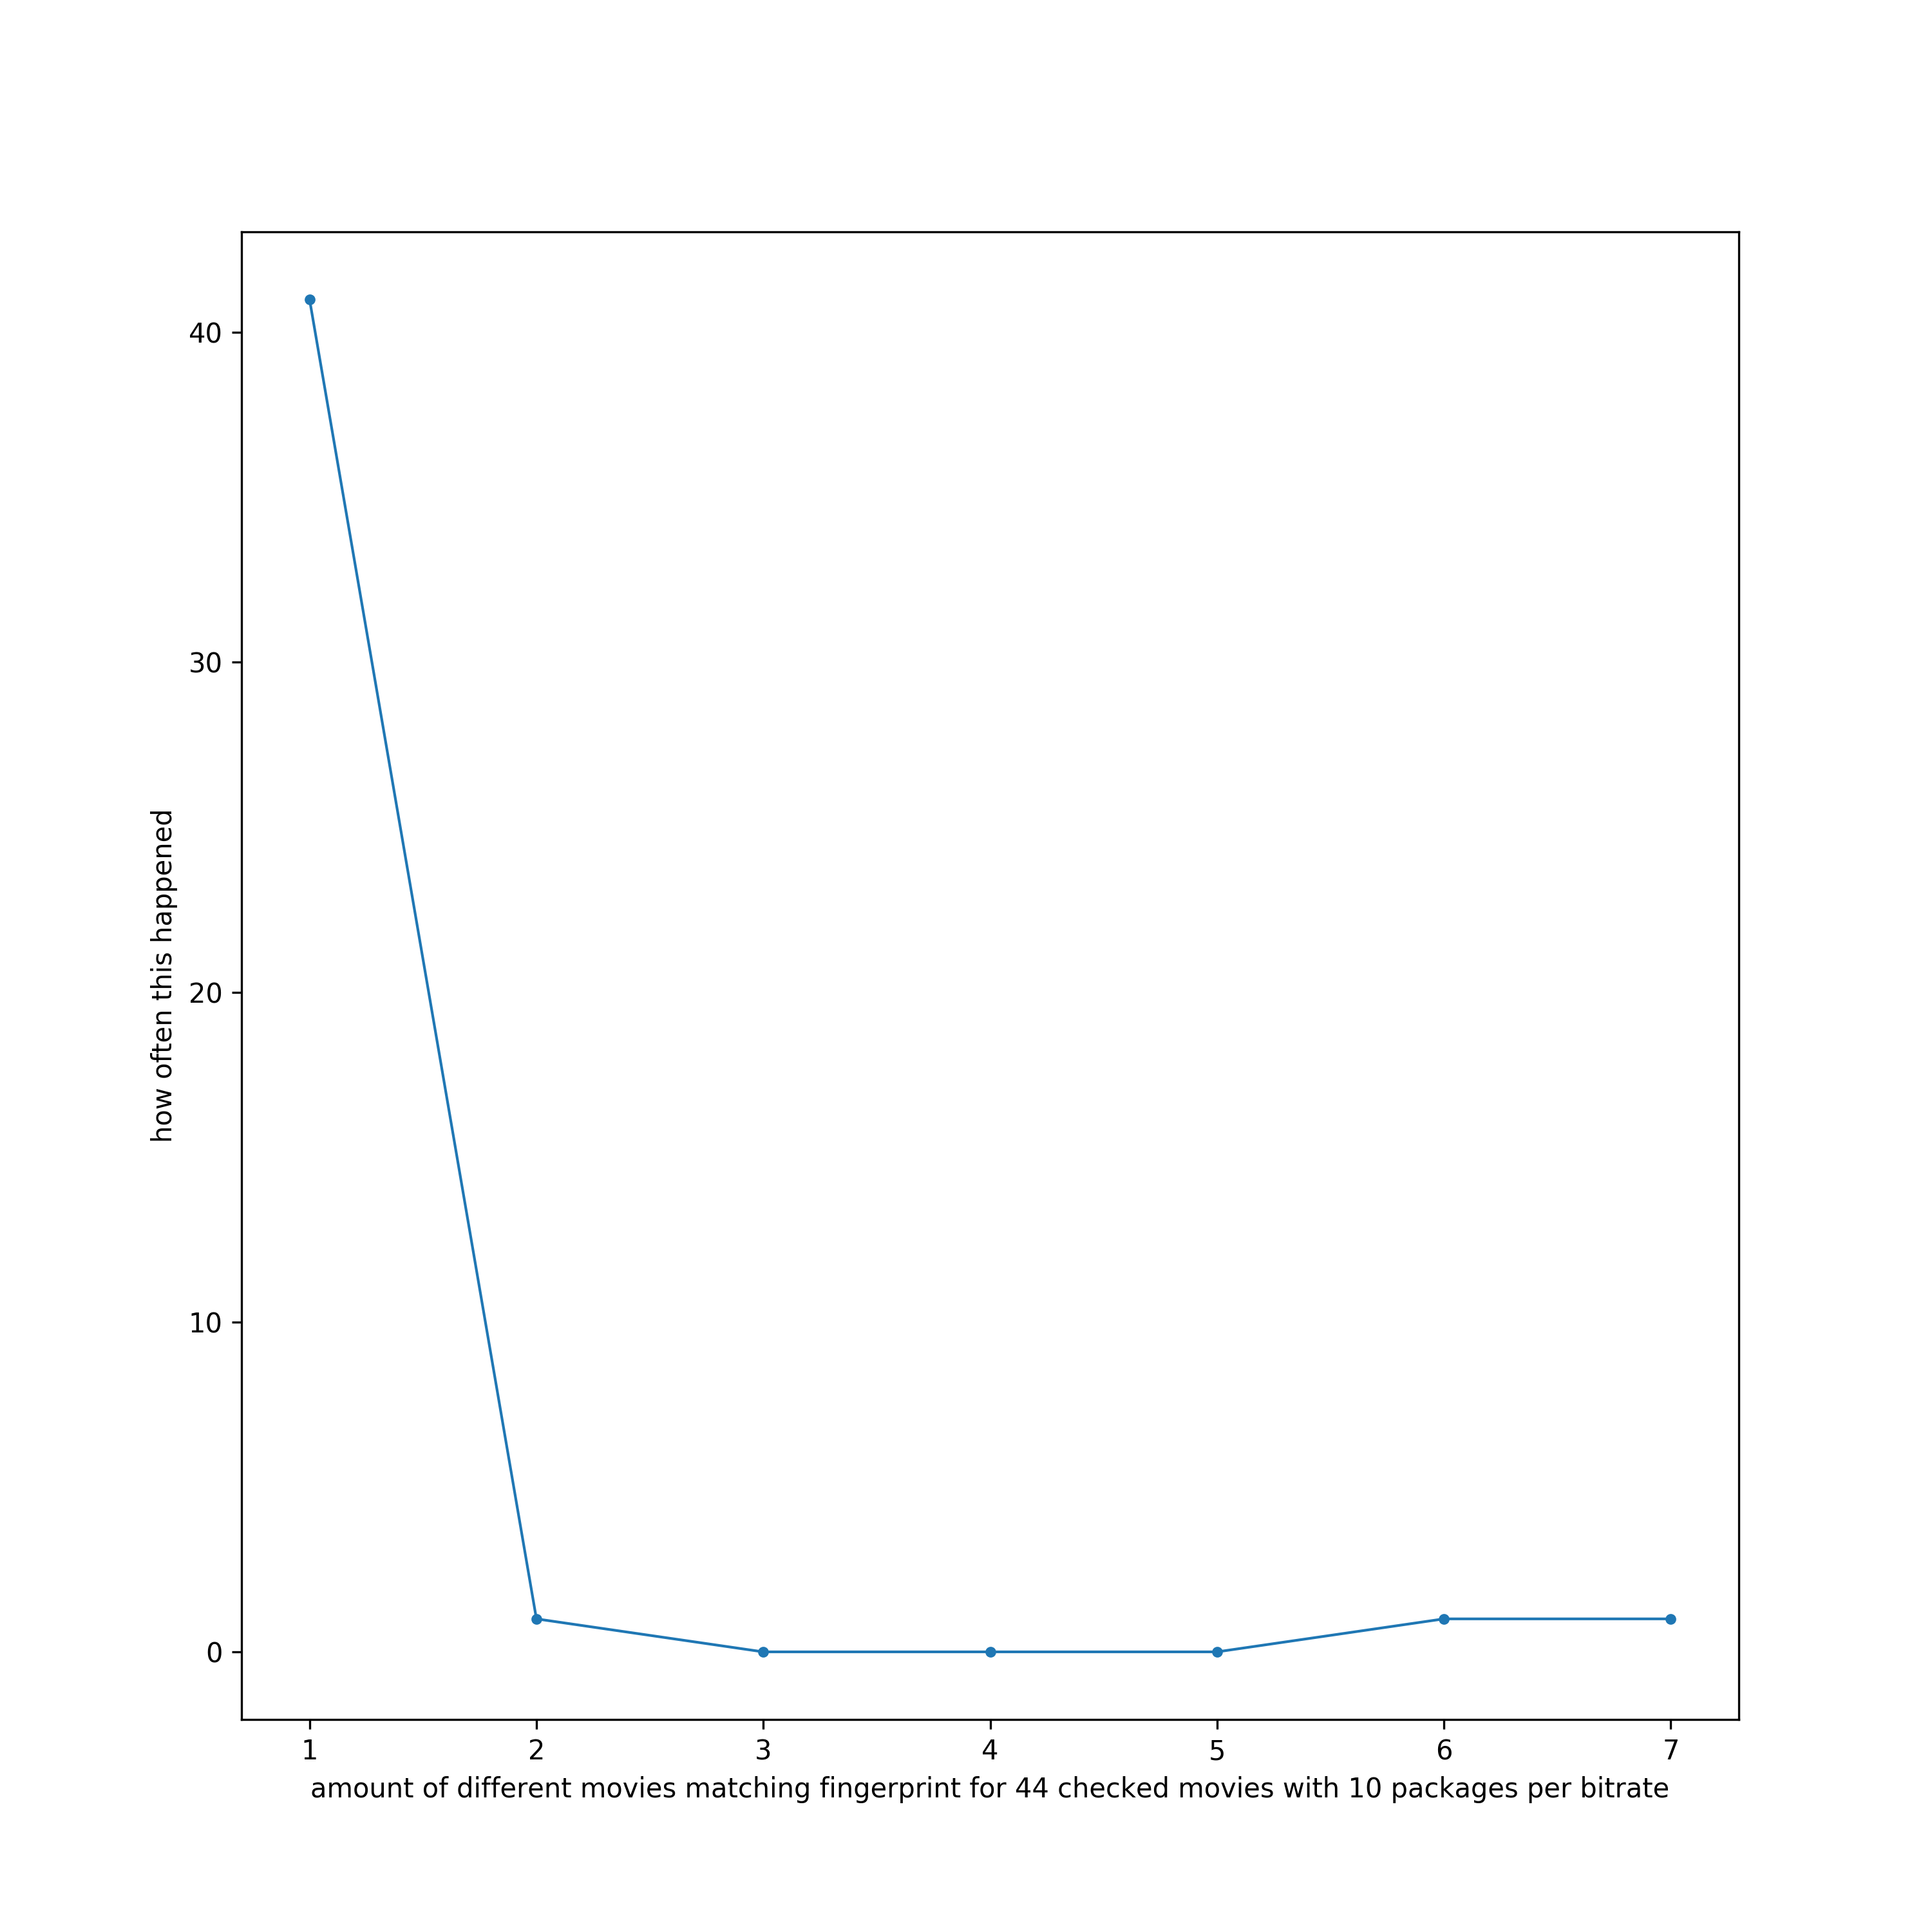 40
30
20
10
0
how often this happened
1 2 3 4 5 6 7
amount of different movies matching fingerprint for 44 checked movies with 10 packages per bitrate